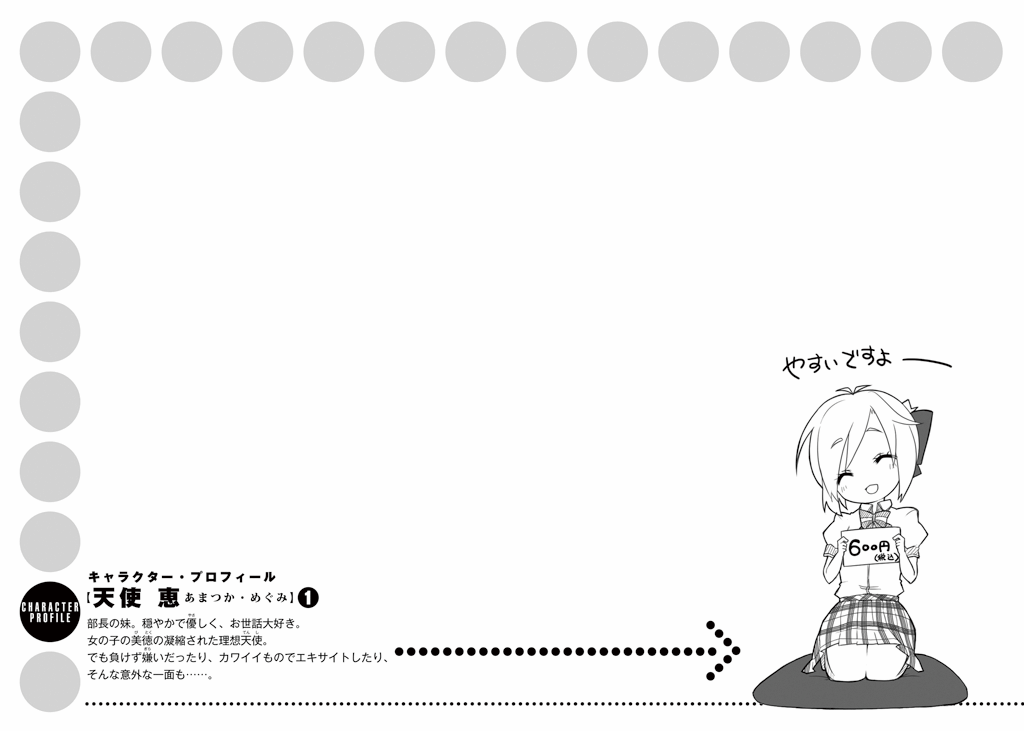 やすいですよ――
600円
(税込)
キャラクター・プロフィール
【天使 恵 あまつか・めぐみ】❶
CHARACTER
PROFILE
部長の妹。穏やかで優しく、お世話大好き。
女の子の美徳の凝縮された理想天使。
でも負けず嫌いだったり、カワイイものでエキサイトしたり、
そんな意外な一面も……。